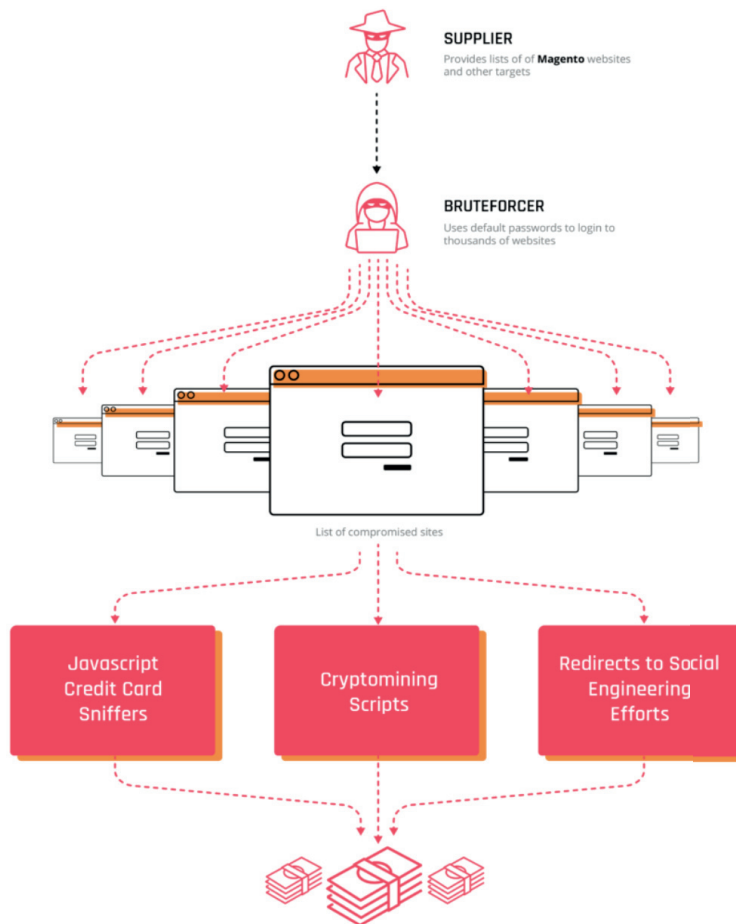 SUPPLIER
Provides lists of of Magento websites
and other targets
BRUTEFORCER
Uses default passwords to login to
thousands of websites
List of compromised sites
Javascript
Credit Card
Sniffers
Cryptomining
Scripts
Redirects to Social
Engineering
Efforts